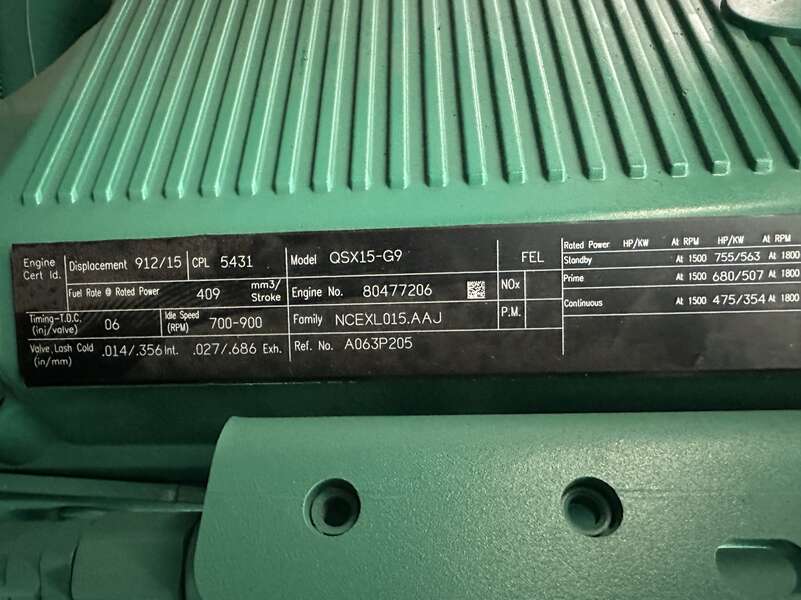 Engine Cert Id.
Displacement 912/15 CPL 5431
Fuel Rate @ Rated Power 409 mm3/Stroke
Timing-T.D.C. (inj/valve) 06 Idle Speed (RPM) 700-900
Valve Lash Cold (in/mm) .014/.356 Int. .027/.686 Exh.
Model QSX15-G9
Engine No. 80477206
Family NCEXL015.AAJ
Ref. No. A063P205
FEL
NOx
P.M.
Rated Power HP/KW At RPM HP/KW At RPM
Standby At 1500 755/563 At 1800
Prime At 1500 680/507 At 1800
Continuous At 1500 475/354 At 1800